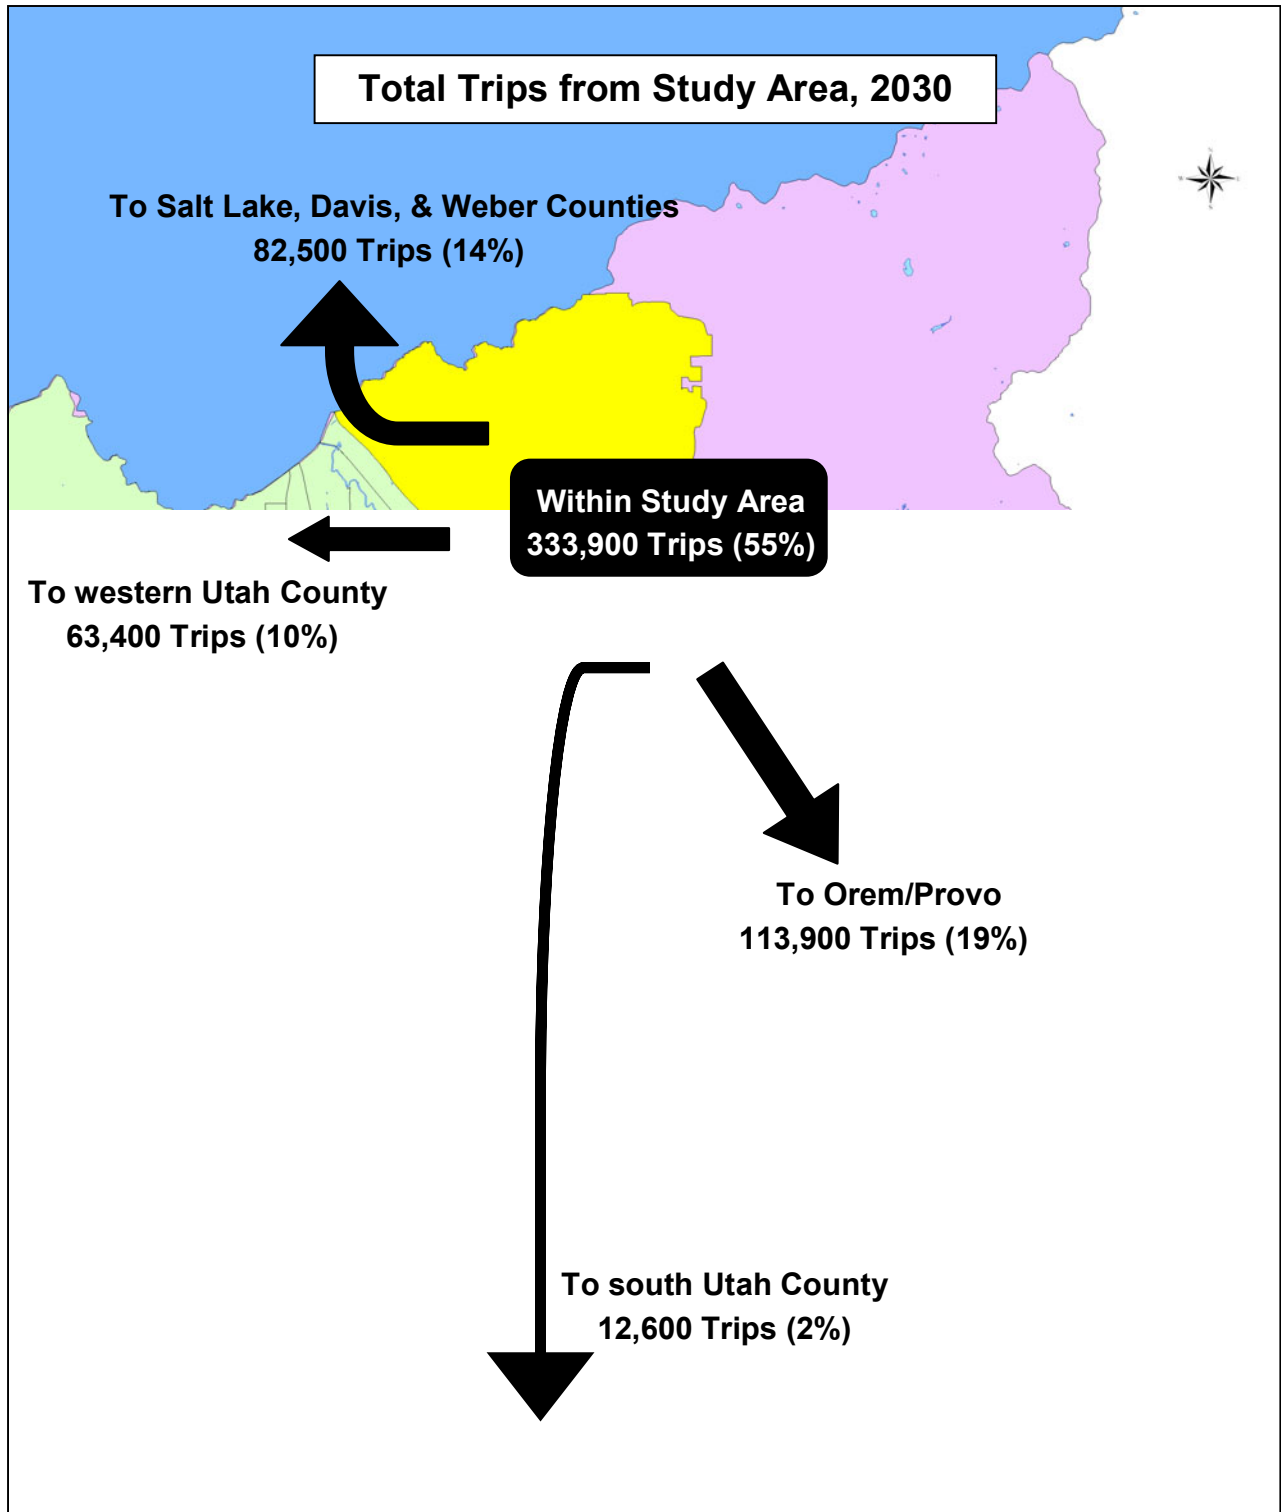 Total Trips from Study Area, 2030
To Salt Lake, Davis, & Weber Counties
82,500 Trips (14%)
Within Study Area
333,900 Trips (55%)
To western Utah County
63,400 Trips (10%)
To Orem/Provo
113,900 Trips (19%)
To south Utah County
12,600 Trips (2%)